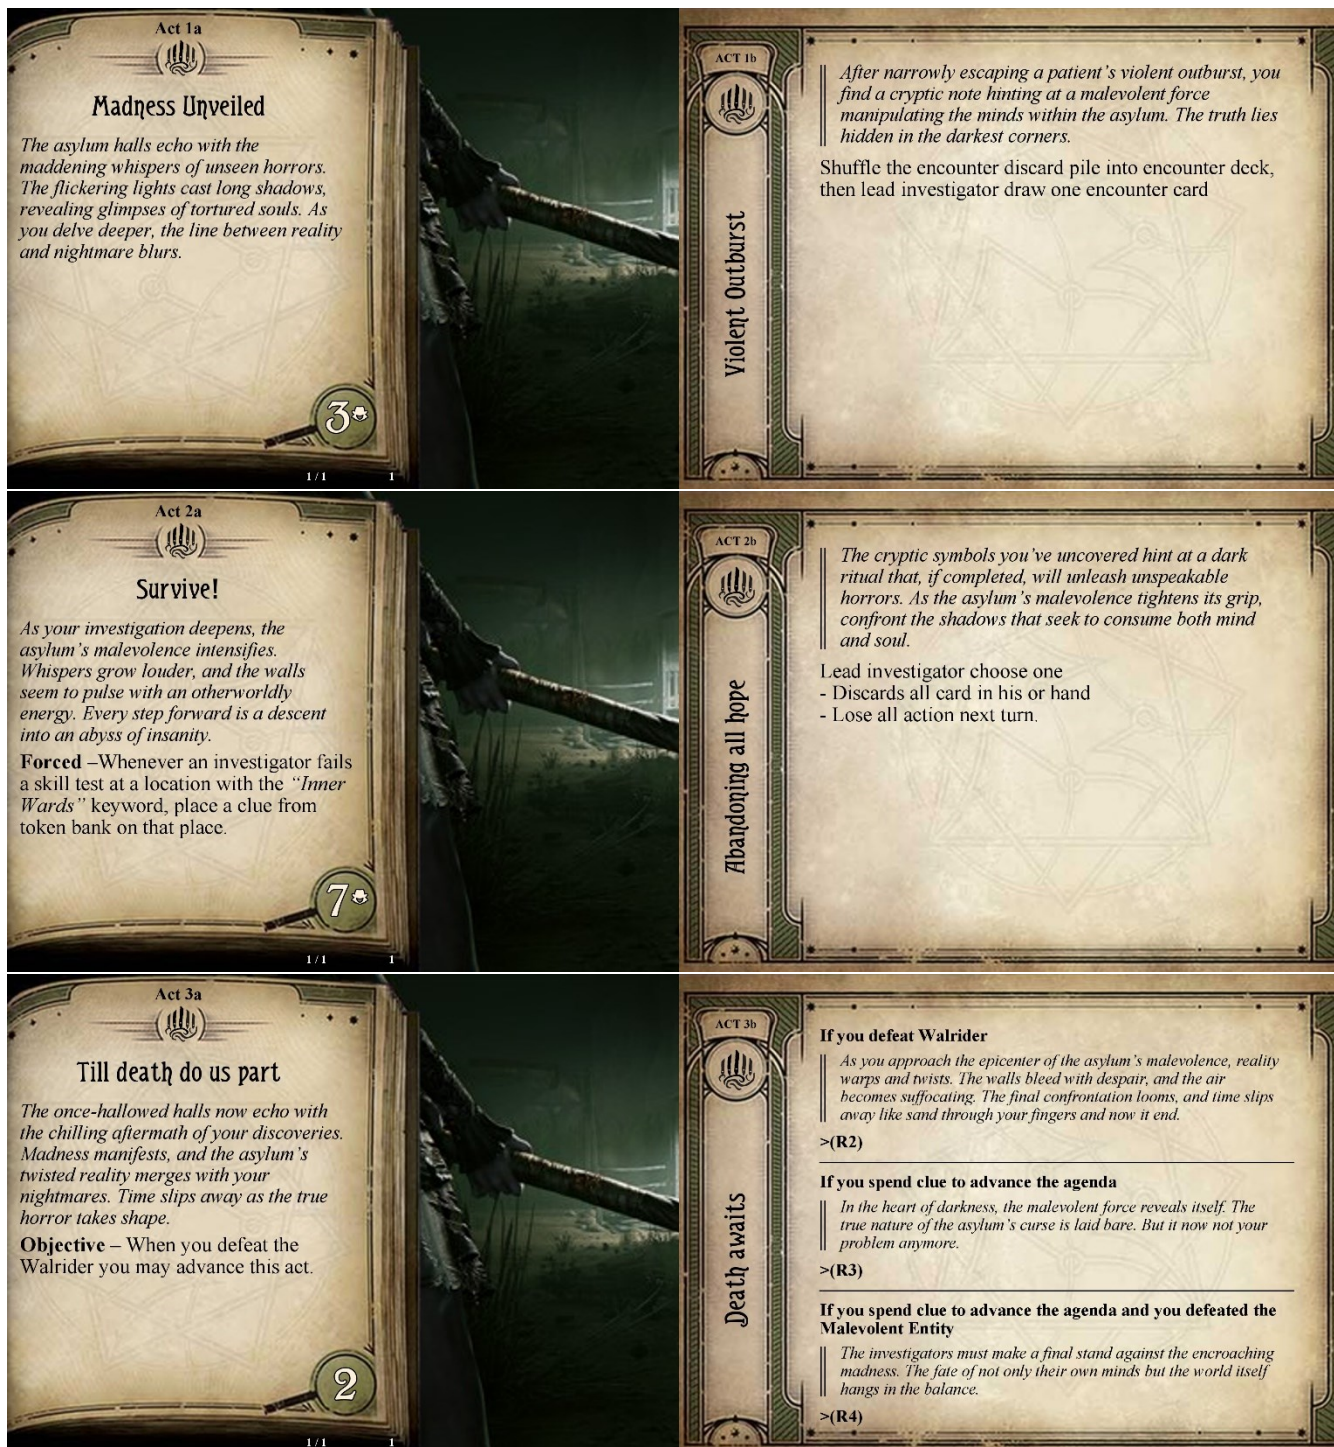 Act 1a
Madness Unveiled
The asylum halls echo with the
maddening whispers of unseen horrors.
The flickering lights cast long shadows,
revealing glimpses of tortured souls. As
you delve deeper, the line between reality
and nightmare blurs.
3
1 / 1
1
ACT 1b
Violent Outburst
After narrowly escaping a patient's violent outburst, you
find a cryptic note hinting at a malevolent force
manipulating the minds within the asylum. The truth lies
hidden in the darkest corners.
Shuffle the encounter discard pile into encounter deck,
then lead investigator draw one encounter card
Act 2a
Survive!
As your investigation deepens, the
asylum's malevolence intensifies.
Whispers grow louder, and the walls
seem to pulse with an otherworldly
energy. Every step forward is a descent
into an abyss of insanity.
Forced –Whenever an investigator fails
a skill test at a location with the “Inner
Wards” keyword, place a clue from
token bank on that place.
7
1 / 1
1
ACT 2b
Abandoning all hope
The cryptic symbols you've uncovered hint at a dark
ritual that, if completed, will unleash unspeakable
horrors. As the asylum's malevolence tightens its grip,
confront the shadows that seek to consume both mind
and soul.
Lead investigator choose one
- Discards all card in his or hand
- Lose all action next turn.
Act 3a
Till death do us part
The once-hallowed halls now echo with
the chilling aftermath of your discoveries.
Madness manifests, and the asylum's
twisted reality merges with your
nightmares. Time slips away as the true
horror takes shape.
Objective – When you defeat the
Walrider you may advance this act.
2
1 / 1
1
ACT 3b
Death awaits
If you defeat Walrider
As you approach the epicenter of the asylum's malevolence, reality
warps and twists. The walls bleed with despair, and the air
becomes suffocating. The final confrontation looms, and time slips
away like sand through your fingers and now it end.
>(R2)
If you spend clue to advance the agenda
In the heart of darkness, the malevolent force reveals itself. The
true nature of the asylum's curse is laid bare. But it now not your
problem anymore.
>(R3)
If you spend clue to advance the agenda and you defeated the
Malevolent Entity
The investigators must make a final stand against the encroaching
madness. The fate of not only their own minds but the world itself
hangs in the balance.
>(R4)